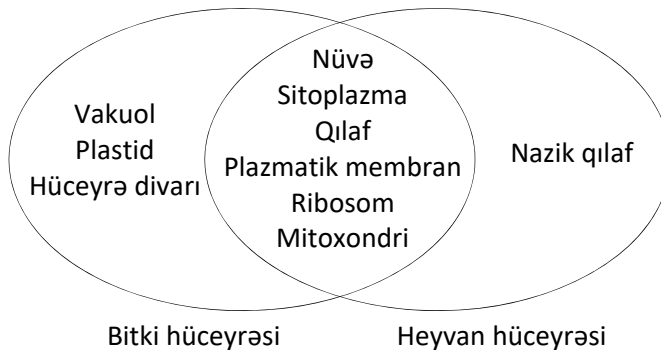 Vakuol
Plastid
Hüceyrə divarı
Nüvə
Sitoplazma
Qılaf
Plazmatik membran
Ribosom
Mitoxondri
Nazik qılaf
Bitki hüceyrəsi
Heyvan hüceyrəsi